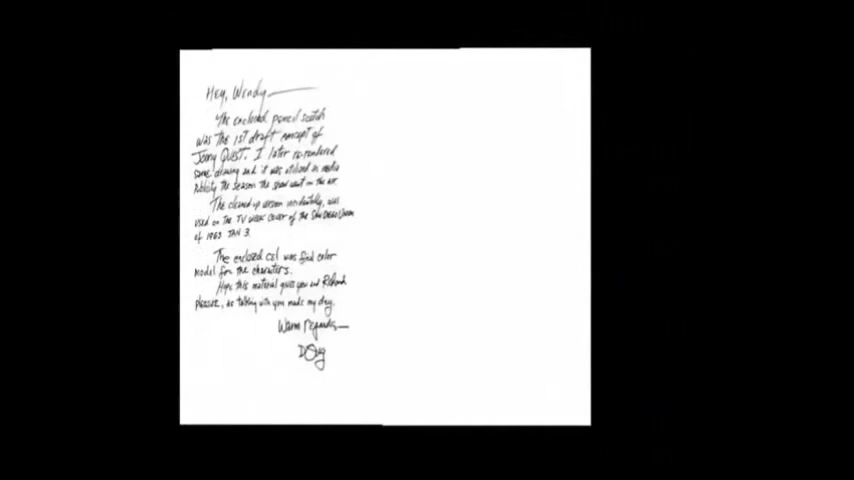 Hey, Wendy
The enclosed pencil scetch
was the 1st draft concept of
Jonny Quest. I later re-rendered
same drawing and it was utilized in media
publicity the season the show went on the air
The cleaned up version incidentally, was
used on the TV week cover of the San Diego Union
of 1965 JAN 3.
The enclosed cel was final color
model for the characters.
Hope this material gives you and Richard
pleasure, as talking with you made my day.
Warm regards
Doug